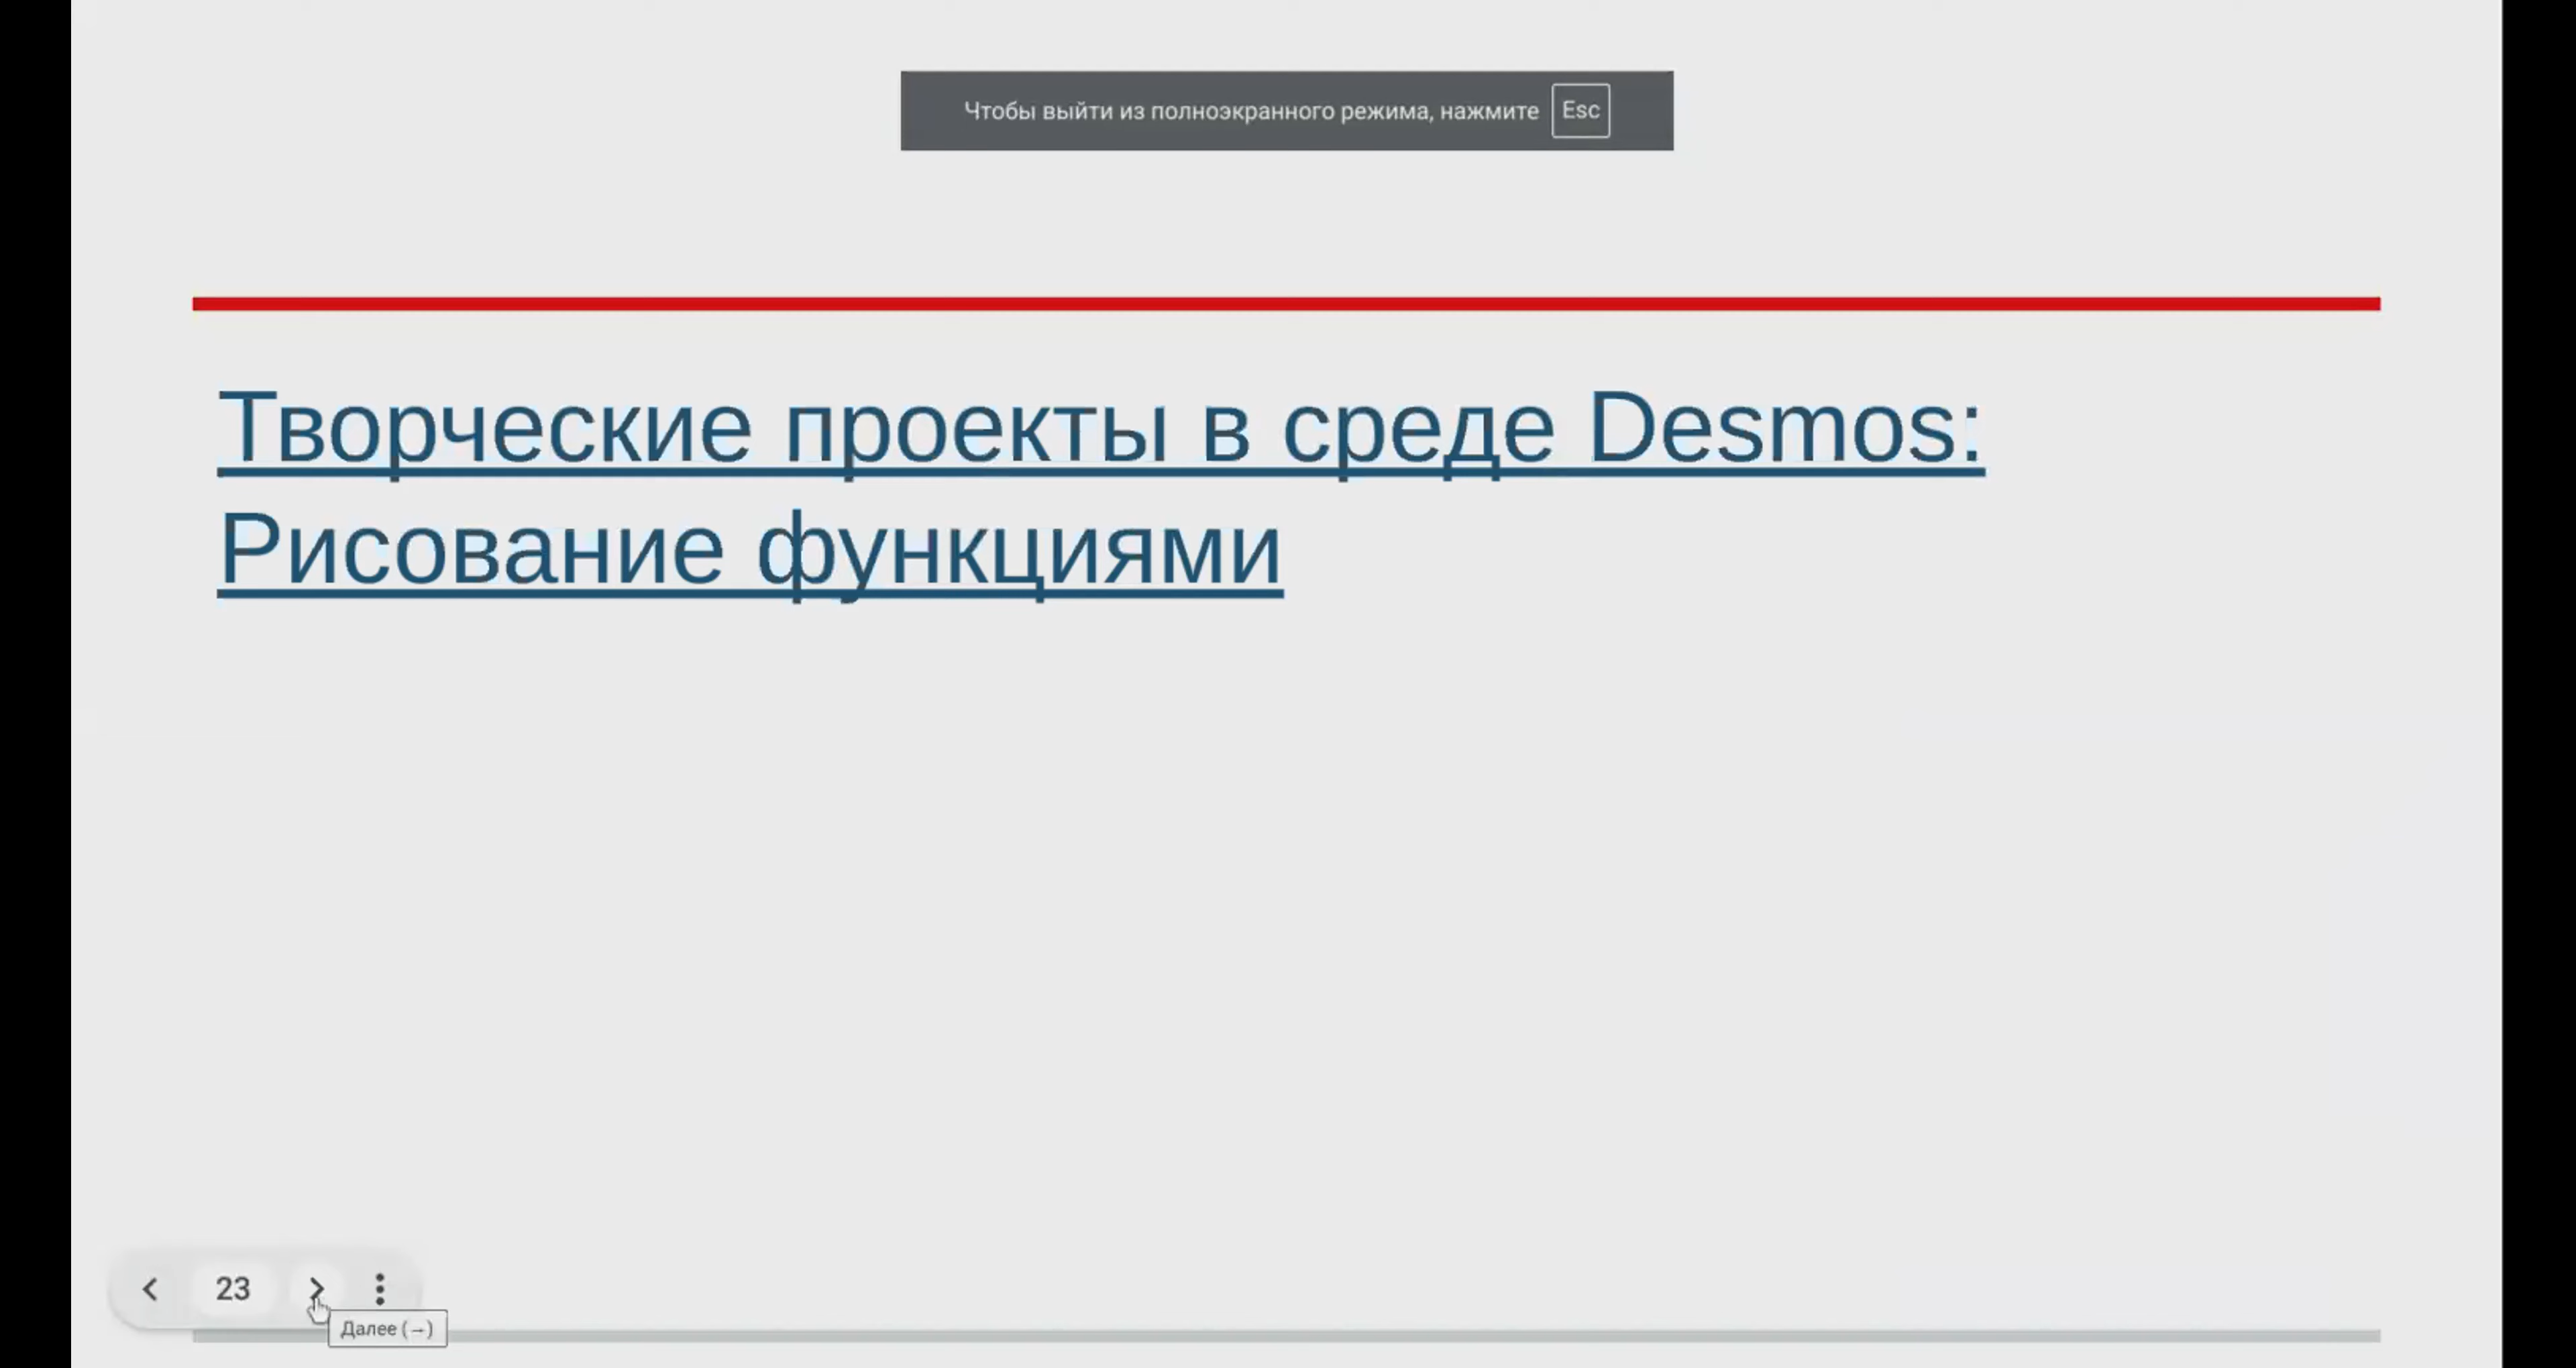 Чтобы выйти из полноэкранного режима, нажмите Esc
Творческие проекты в среде Desmos:
Рисование функциями
23
Далее (→)